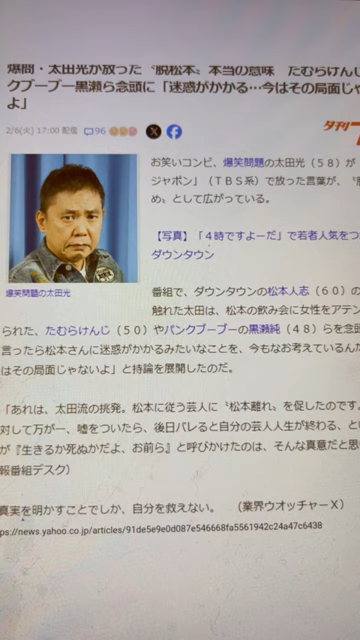 爆問・太田光が放った〝脱松本〟本当の意味　たむらけんじ
クブーブー黒瀬ら念頭に「迷惑がかかる…今はその局面じゃ
よ」
2/6(火) 17:00 配信 96
夕刊
お笑いコンビ、爆笑問題の太田光（５８）が「
ジャポン」（ＴＢＳ系）で放った言葉が、〝
め〟として広がっている。
【写真】「４時ですよーだ」で若者人気をつ
ダウンタウン
爆笑問題の太田光
番組で、ダウンタウンの松本人志（６０）の
触れた太田は、松本の飲み会に女性をアテン
られた、たむらけんじ（５０）やパンクブーブーの黒瀬純（４８）らを念頭
言ったら松本さんに迷惑がかかるみたいなことを、今もなお考えているんだ
はその局面じゃないよ」と持論を展開したのだ。
「あれは、太田流の挑発。松本に従う芸人に〝松本離れ〟を促したのです。
対して万が一、嘘をついたら、後日バレると自分の芸人人生が終わる、と
が『生きるか死ぬかだよ、お前ら』と呼びかけたのは、そんな真意だと思
報番組デスク）
真実を明かすことでしか、自分を救えない。　（業界ウオッチャーＸ）
ps://news.yahoo.co.jp/articles/91de5e9e0d087e546668fa5561942c24a47c6438